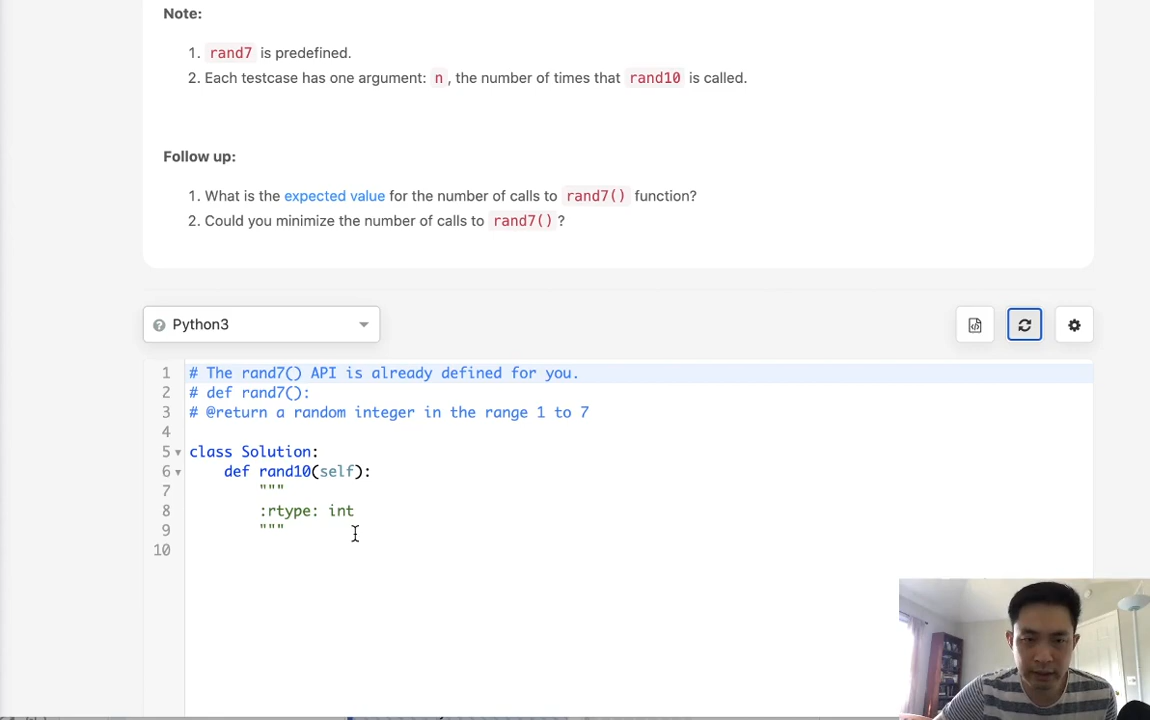 Note:
1. rand7 is predefined.
2. Each testcase has one argument: n, the number of times that rand10 is called.
Follow up:
1. What is the expected value for the number of calls to rand7() function?
2. Could you minimize the number of calls to rand7()?
Python3
1 # The rand7() API is already defined for you.
2 # def rand7():
3 # @return a random integer in the range 1 to 7
4
5 class Solution:
6 def rand10(self):
7 """
8 :rtype: int
9 """
10